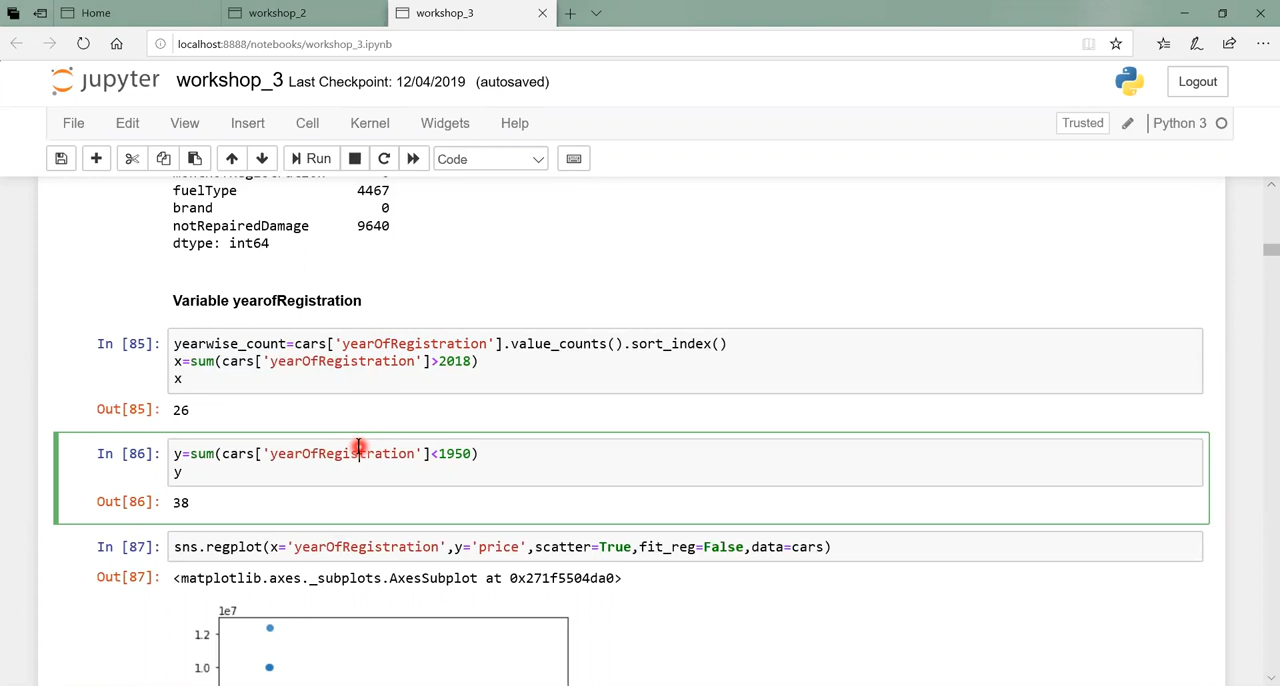 Home
workshop_2
workshop_3
localhost:8888/notebooks/workshop_3.ipynb
jupyter workshop_3 Last Checkpoint: 12/04/2019 (autosaved)
Logout
File Edit View Insert Cell Kernel Widgets Help
Trusted
Python 3
Run
Code
fuelType 4467
brand 0
notRepairedDamage 9640
dtype: int64
Variable yearofRegistration
In [85]: yearwise_count=cars['yearOfRegistration'].value_counts().sort_index()
x=sum(cars['yearOfRegistration']>2018)
x
Out[85]: 26
In [86]: y=sum(cars['yearOfRegistration']<1950)
y
Out[86]: 38
In [87]: sns.regplot(x='yearOfRegistration',y='price',scatter=True,fit_reg=False,data=cars)
Out[87]: <matplotlib.axes._subplots.AxesSubplot at 0x271f5504da0>
1e7
1.2
1.0